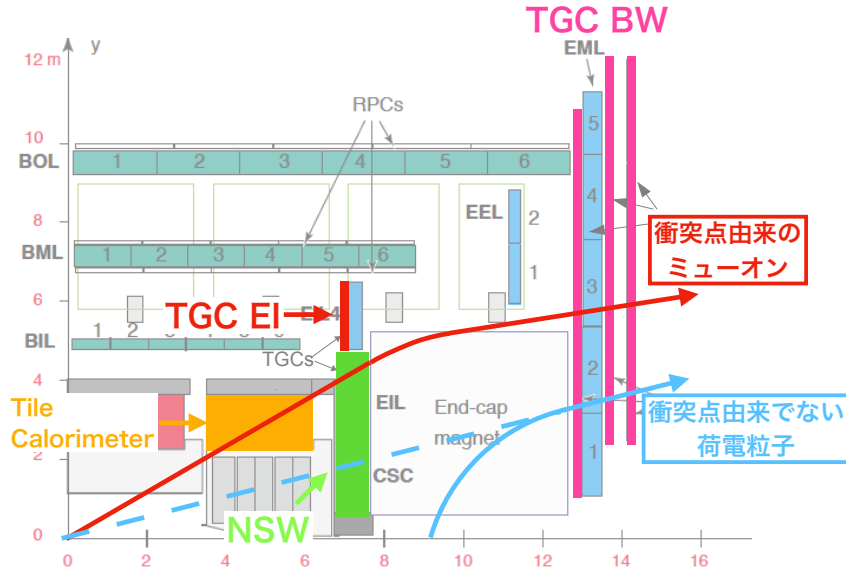 TGC BW
EML
12 m
y
RPCs
10
BOL
1 2 3 4 5 6
5
4
3
2
1
8
EEL
2
1
BML
1 2 3 4 5 6
衝突点由来の
ミューオン
6
TGC EI
BIL
1 2
TGCs
4
EIL
End-cap
magnet
Tile
Calorimeter
衝突点由来でない
荷電粒子
2
CSC
NSW
0
0 2 4 6 8 10 12 14 16